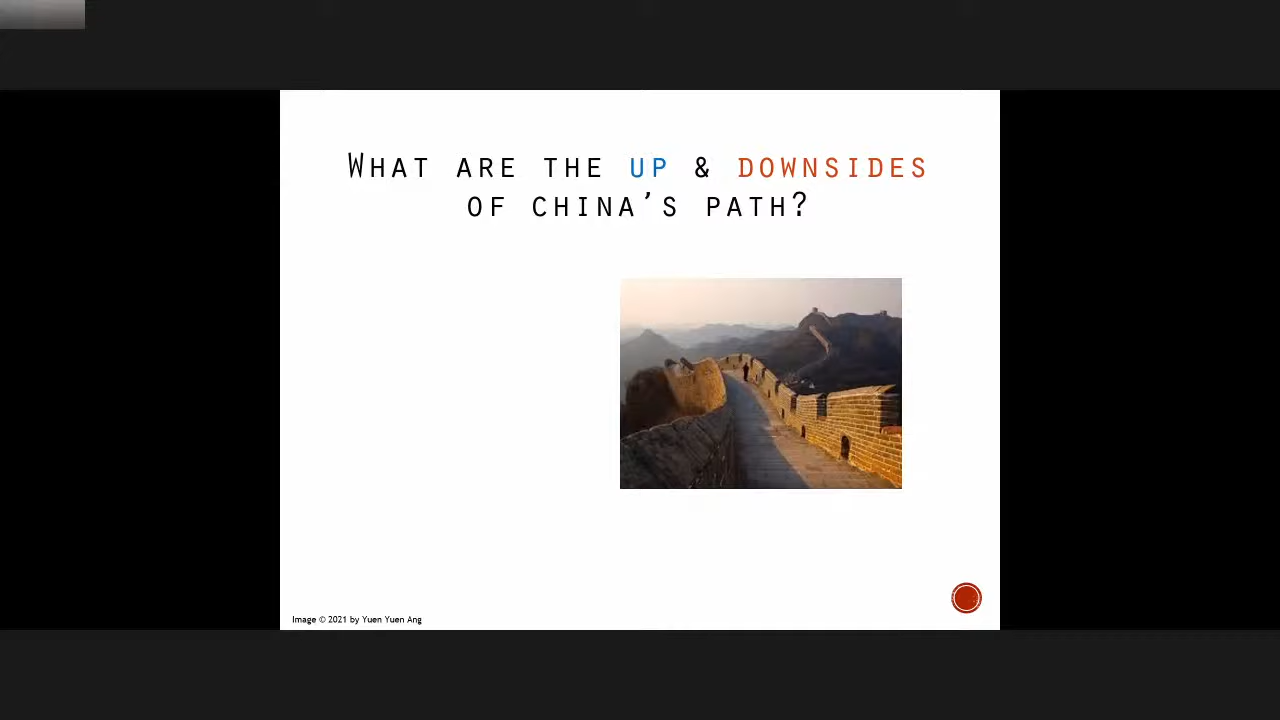 What are the up & downsides
of china's path?
Image © 2021 by Yuen Yuen Ang